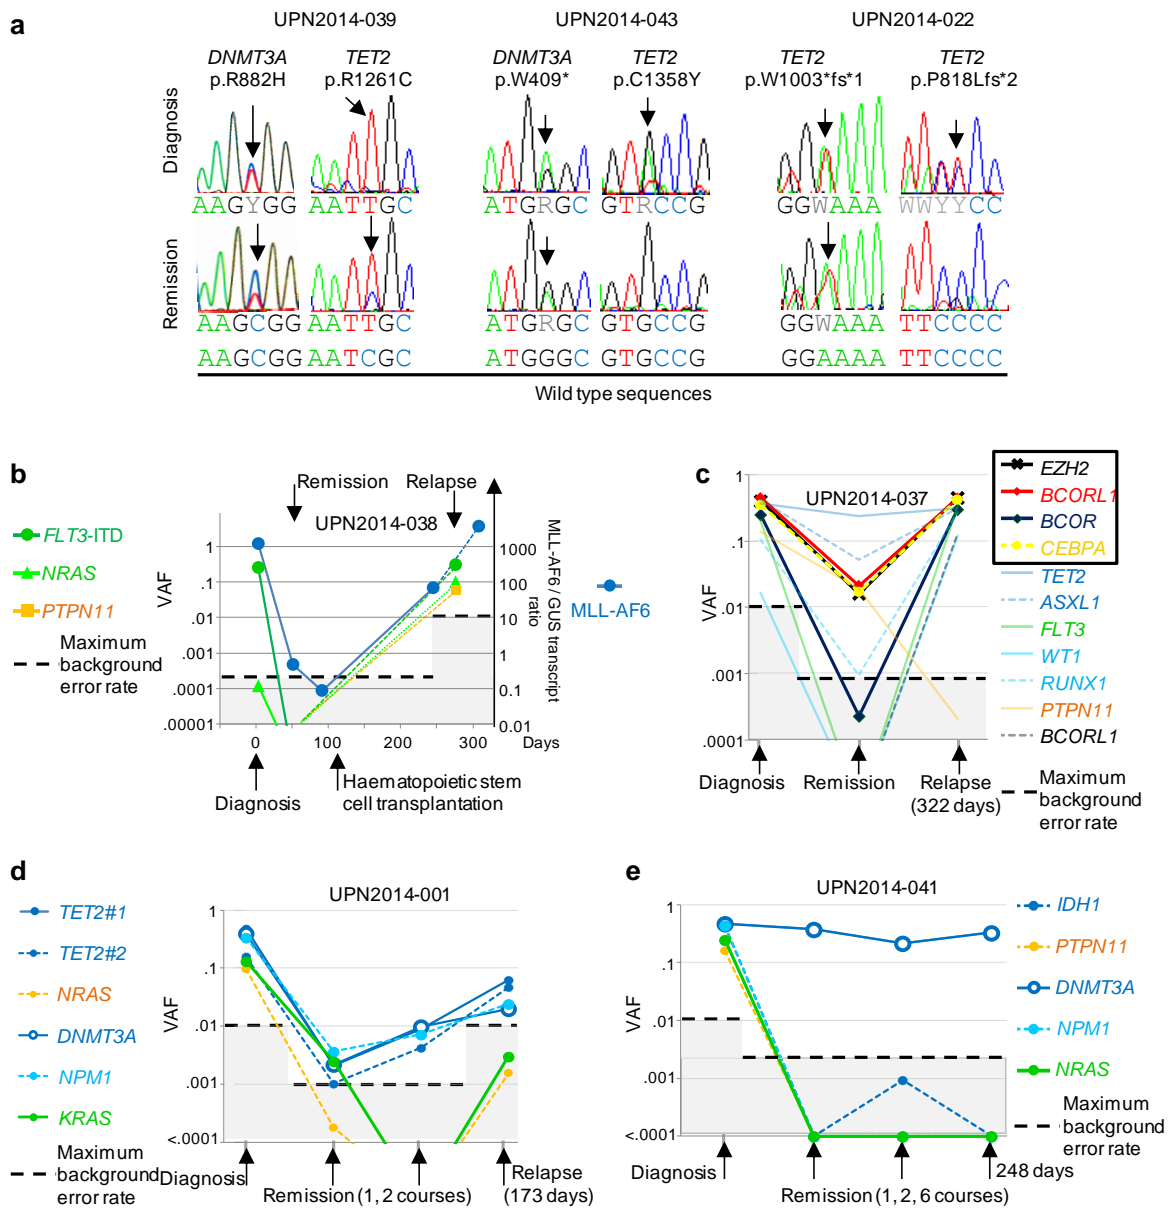 a
UPN2014-039
UPN2014-043
UPN2014-022
DNMT3A
p.R882H
TET2
p.R1261C
DNMT3A
p.W409*
TET2
p.C1358Y
TET2
p.W1003*fs*1
TET2
p.P818Lfs*2
Diagnosis
AAGYGG
AATTGC
ATGRGC
GTRCCG
GGWAAA
WWYYCC
Remission
AAGCGG
AATTGC
ATGRGC
GTGCCG
GGWAAA
TTCCCC
AAGCGG
AATCGC
ATGGGC
GTGCCG
GGAAAA
TTCCCC
Wild type sequences
b
Remission
Relapse
UPN2014-038
FLT3-ITD
NRAS
PTPN11
Maximum
background
error rate
VAF
1
.1
.01
.001
.0001
.00001
1000
100
10
1
0.1
0.01
MLL-AF6 / GUS transcript
ratio
MLL-AF6
0
100
200
300
Days
Diagnosis
Haematopoietic stem
cell transplantation
c
UPN2014-037
VAF
1
.1
.01
.001
.0001
EZH2
BCORL1
BCOR
CEBPA
TET2
ASXL1
FLT3
WT1
RUNX1
PTPN11
BCORL1
Maximum
background
error rate
Diagnosis
Remission
Relapse
(322 days)
d
UPN2014-001
TET2#1
TET2#2
NRAS
DNMT3A
NPM1
KRAS
Maximum
background
error rate
VAF
1
.1
.01
.001
<.0001
Diagnosis
Remission (1, 2 courses)
Relapse
(173 days)
e
UPN2014-041
VAF
1
.1
.01
.001
<.0001
IDH1
PTPN11
DNMT3A
NPM1
NRAS
Maximum
background
error rate
Diagnosis
Remission (1, 2, 6 courses)
248 days